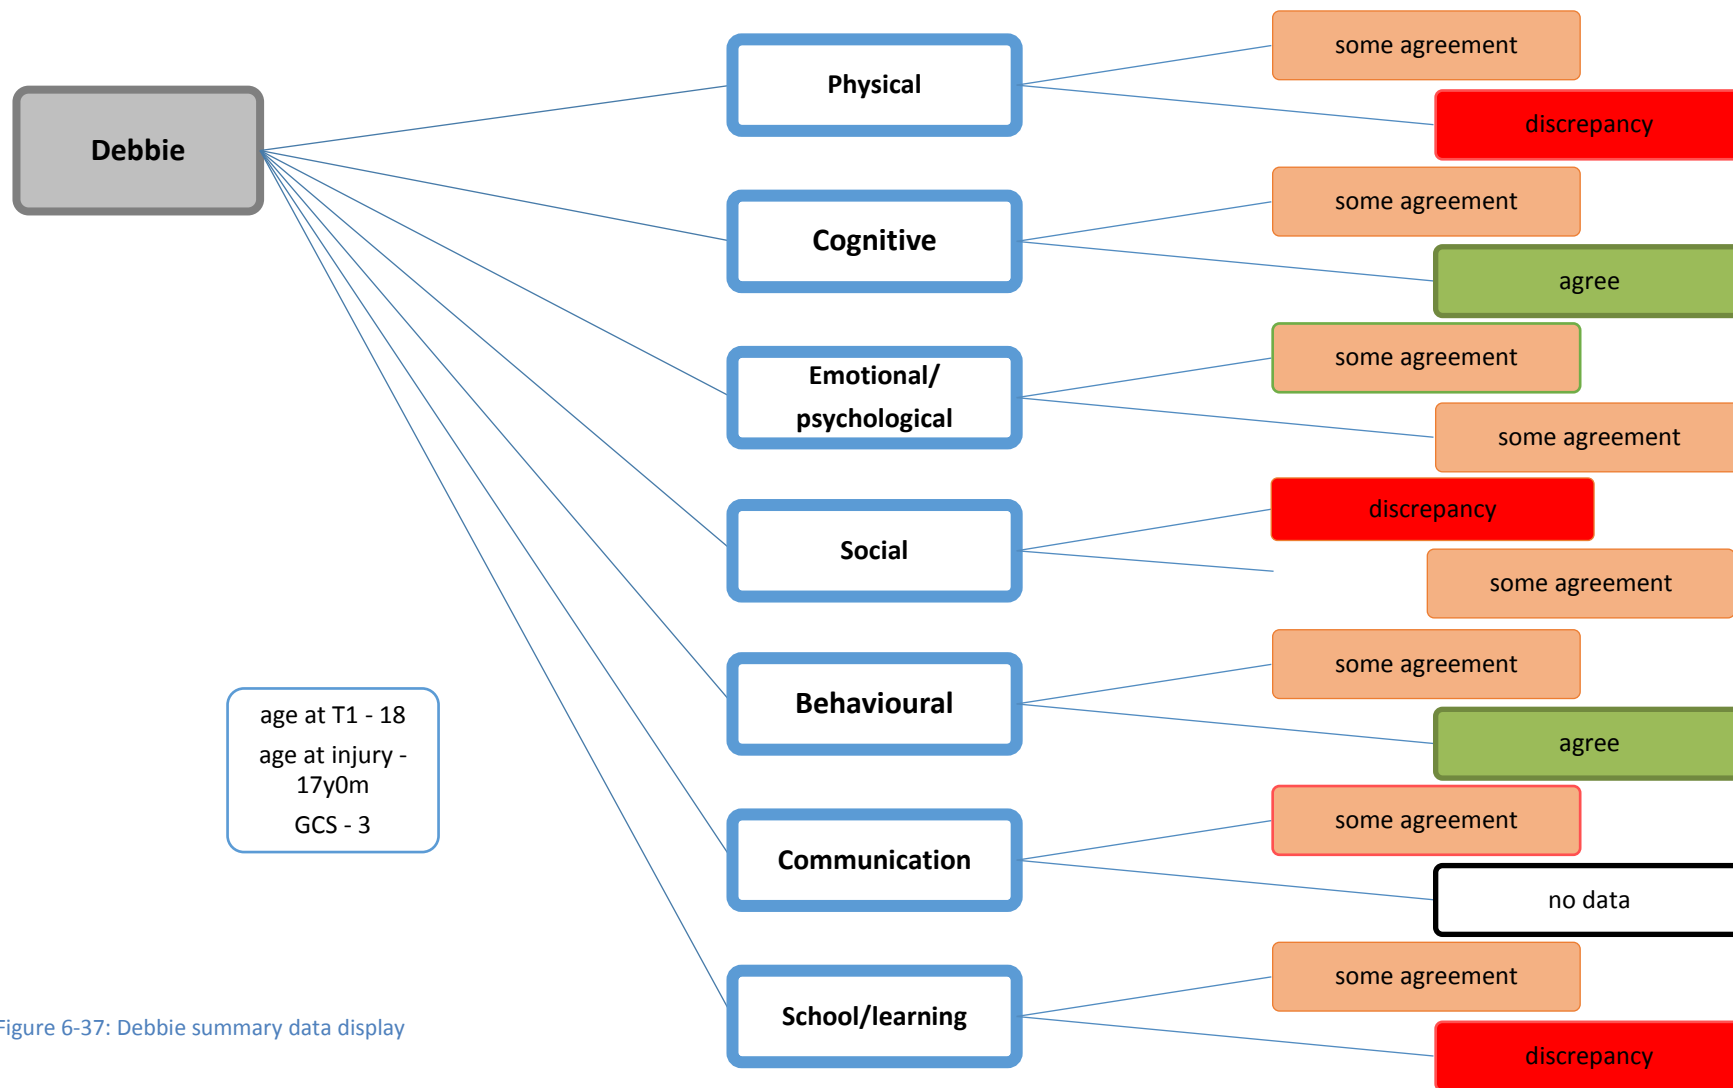 Debbie
Physical
some agreement
discrepancy
Cognitive
some agreement
agree
Emotional/
psychological
some agreement
some agreement
Social
discrepancy
some agreement
Behavioural
some agreement
agree
age at T1 - 18
age at injury -
17y0m
GCS - 3
Communication
some agreement
no data
School/learning
some agreement
discrepancy
Figure 6-37: Debbie summary data display